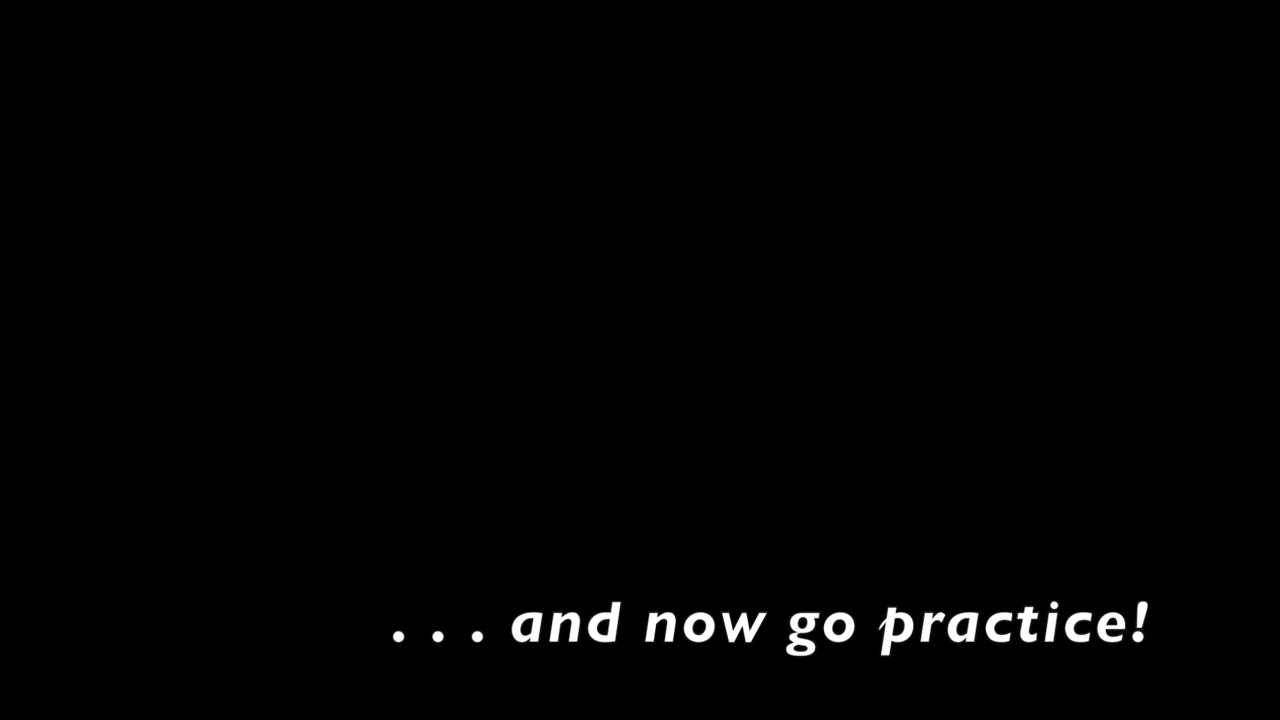 . . . and now go practice!